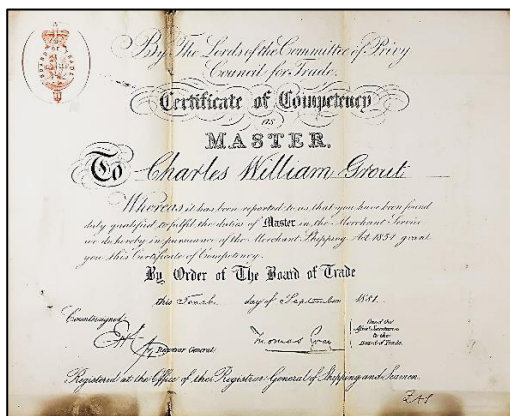 BOARD OF TRADE
By The Lords of the Committee of Privy
Council for Trade.
Certificate of Competency
as
MASTER.
To Charles William Grout
Whereas it has been reported to us that you have been found
duly qualified to fulfil the duties of Master in the Merchant Service
we do hereby in pursuance of the Merchant Shipping Act 1854 grant
you this Certificate of Competency.
By Order of The Board of Trade
this day of September 1881.
Countersigned
Registrar General.
Thomas
One of the
Asst. Secretaries
to the
Board of Trade.
Registered at the Office of the Registrar General of Shipping and Seamen.